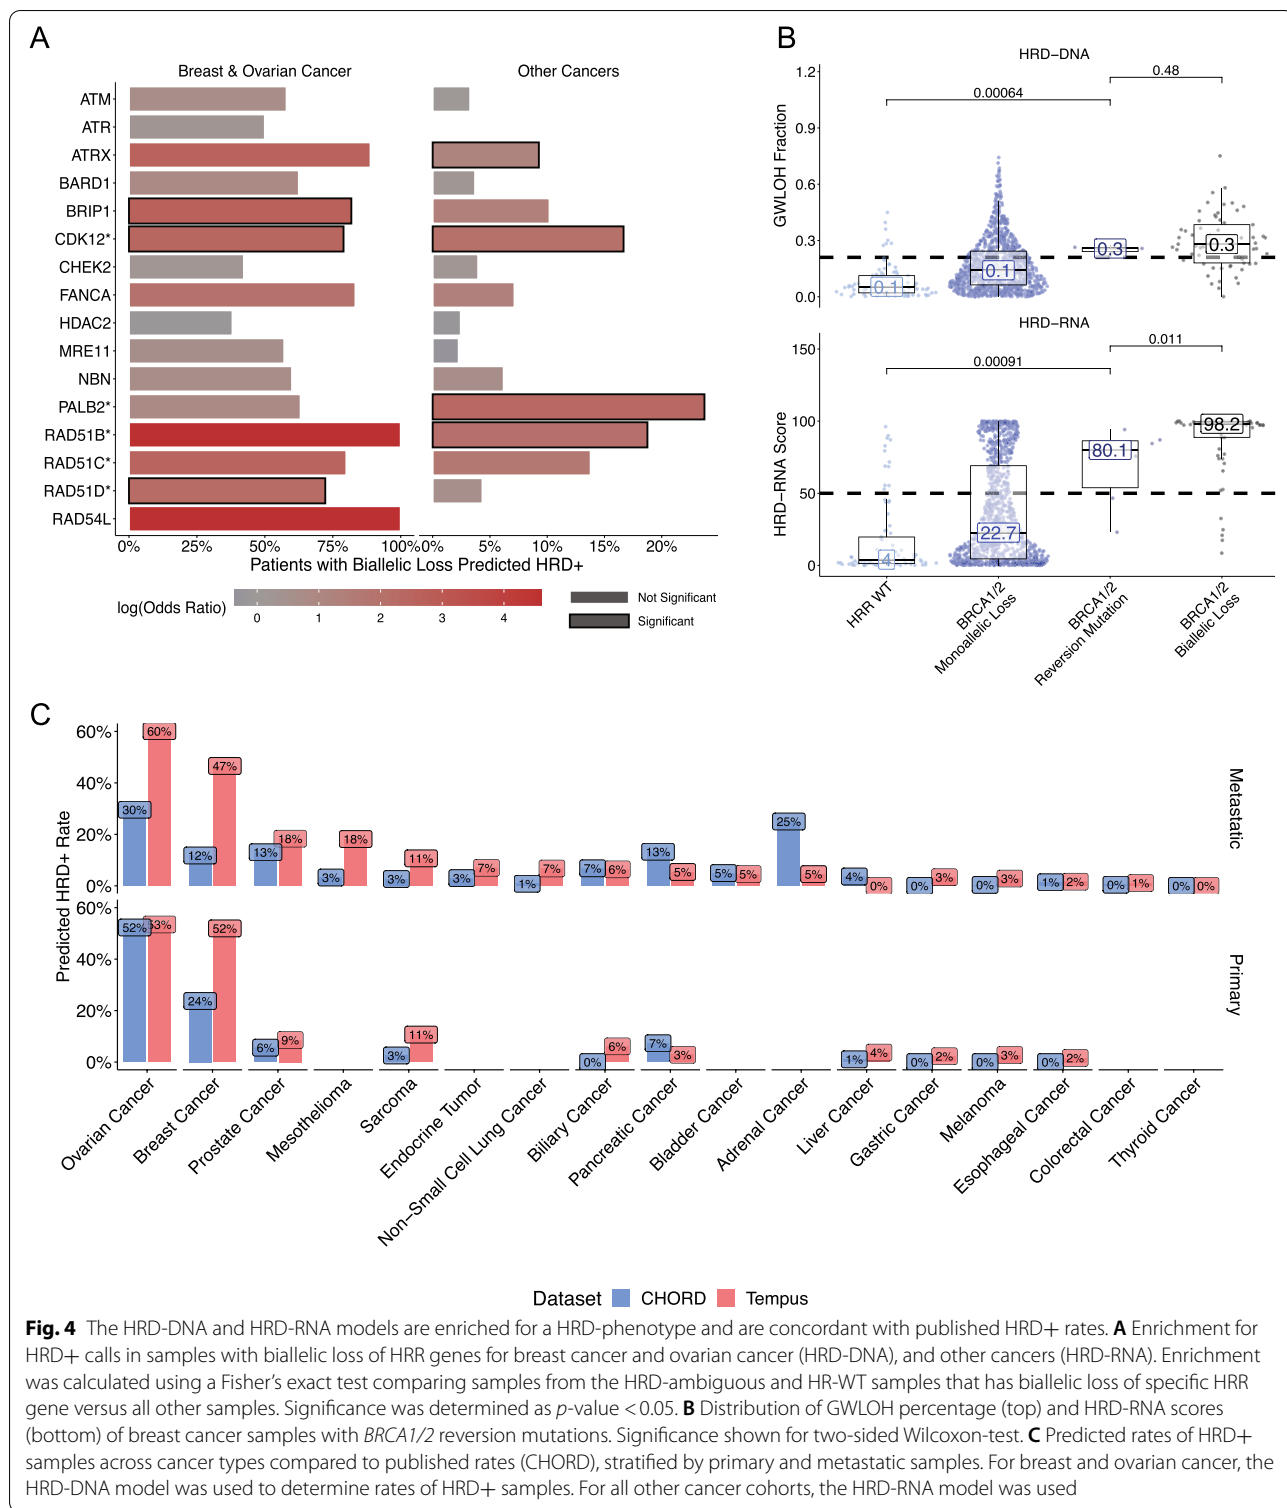 A
Breast & Ovarian Cancer
Other Cancers
ATM
ATR
ATRX
BARD1
BRIP1
CDK12*
CHEK2
FANCA
HDAC2
MRE11
NBN
PALB2*
RAD51B*
RAD51C*
RAD51D*
RAD54L
0% 25% 50% 75% 100% 0% 5% 10% 15% 20%
Patients with Biallelic Loss Predicted HRD+
log(Odds Ratio)
0 1 2 3 4
Not Significant
Significant
B
HRD−DNA
GWLOH Fraction
1.2
0.9
0.6
0.3
0.0
0.00064
0.48
0.1
0.1
0.3
0.3
HRD−RNA
HRD−RNA Score
150
100
50
0
0.00091
0.011
4
22.7
80.1
98.2
HRR WT
BRCA1/2
Monoallelic Loss
BRCA1/2
Reversion Mutation
BRCA1/2
Biallelic Loss
C
Predicted HRD+ Rate
60%
40%
20%
0%
30% 60% 12% 47% 13% 18% 3% 18% 3% 11% 3% 7% 1% 7% 7% 6% 13% 5% 5% 5% 25% 5% 4% 0% 0% 3% 0% 3% 1% 2% 0% 1% 0% 0%
Metastatic
60%
40%
20%
0%
52% 53% 24% 52% 6% 9% 3% 11% 0% 6% 7% 3% 1% 4% 0% 2% 0% 3% 0% 2%
Primary
Ovarian Cancer
Breast Cancer
Prostate Cancer
Mesothelioma
Sarcoma
Endocrine Tumor
Non−Small Cell Lung Cancer
Biliary Cancer
Pancreatic Cancer
Bladder Cancer
Adrenal Cancer
Liver Cancer
Gastric Cancer
Melanoma
Esophageal Cancer
Colorectal Cancer
Thyroid Cancer
Dataset CHORD Tempus
Fig. 4 The HRD-DNA and HRD-RNA models are enriched for a HRD-phenotype and are concordant with published HRD+ rates. A Enrichment for
HRD+ calls in samples with biallelic loss of HRR genes for breast cancer and ovarian cancer (HRD-DNA), and other cancers (HRD-RNA). Enrichment
was calculated using a Fisher's exact test comparing samples from the HRD-ambiguous and HR-WT samples that has biallelic loss of specific HRR
gene versus all other samples. Significance was determined as p-value < 0.05. B Distribution of GWLOH percentage (top) and HRD-RNA scores
(bottom) of breast cancer samples with BRCA1/2 reversion mutations. Significance shown for two-sided Wilcoxon-test. C Predicted rates of HRD+
samples across cancer types compared to published rates (CHORD), stratified by primary and metastatic samples. For breast and ovarian cancer, the
HRD-DNA model was used to determine rates of HRD+ samples. For all other cancer cohorts, the HRD-RNA model was used